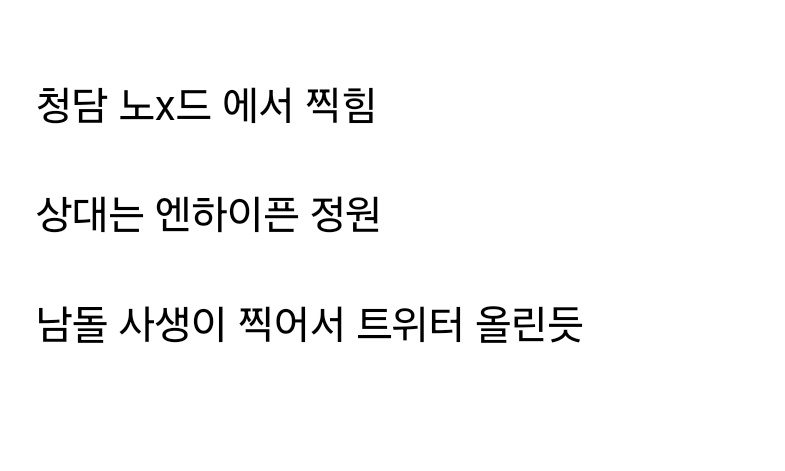 청담 노x드 에서 찍힘
상대는 엔하이픈 정원
남돌 사생이 찍어서 트위터 올린듯